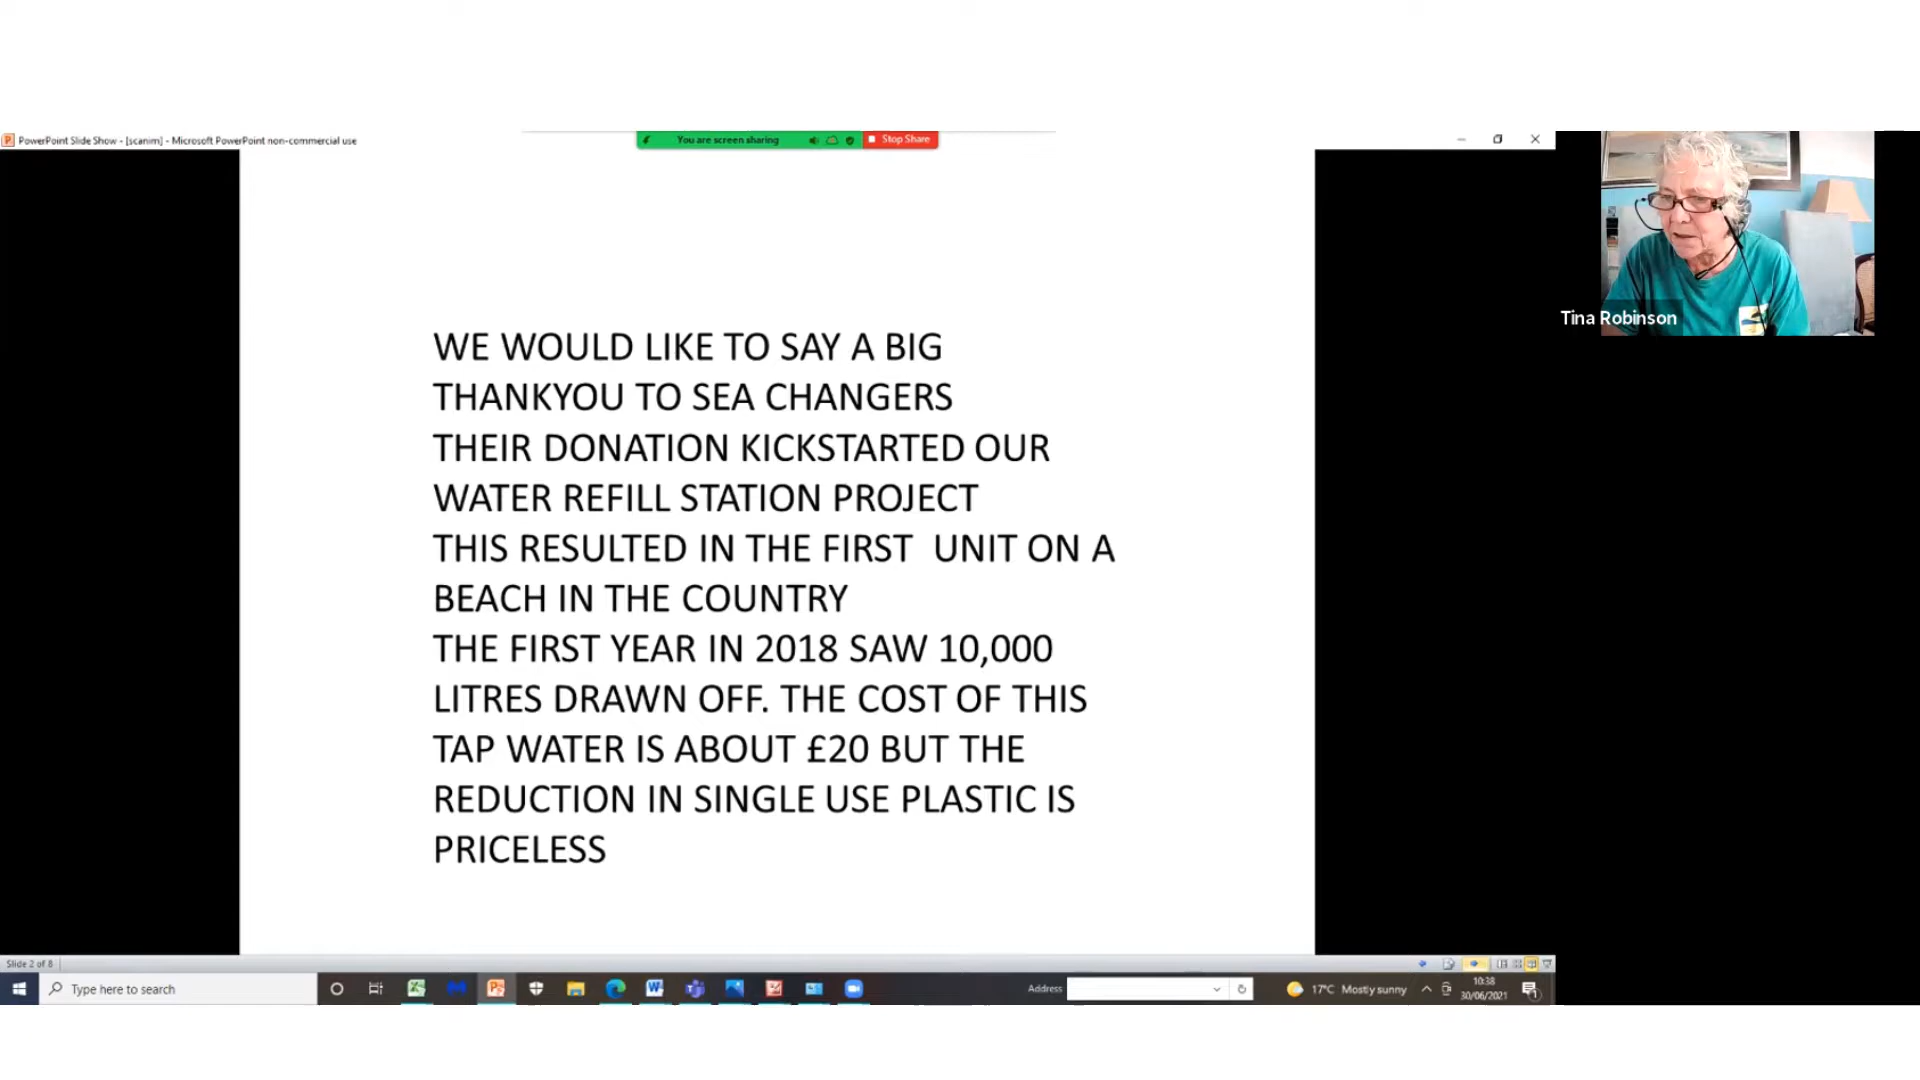 PowerPoint Slide Show - [scanim] - Microsoft PowerPoint non-commercial use
You are screen sharing
Stop Share
Tina Robinson
WE WOULD LIKE TO SAY A BIG
THANKYOU TO SEA CHANGERS
THEIR DONATION KICKSTARTED OUR
WATER REFILL STATION PROJECT
THIS RESULTED IN THE FIRST  UNIT ON A
BEACH IN THE COUNTRY
THE FIRST YEAR IN 2018 SAW 10,000
LITRES DRAWN OFF. THE COST OF THIS
TAP WATER IS ABOUT £20 BUT THE
REDUCTION IN SINGLE USE PLASTIC IS
PRICELESS
Slide 2 of 8
Type here to search
Address
17°C Mostly sunny
10:38
30/06/2021